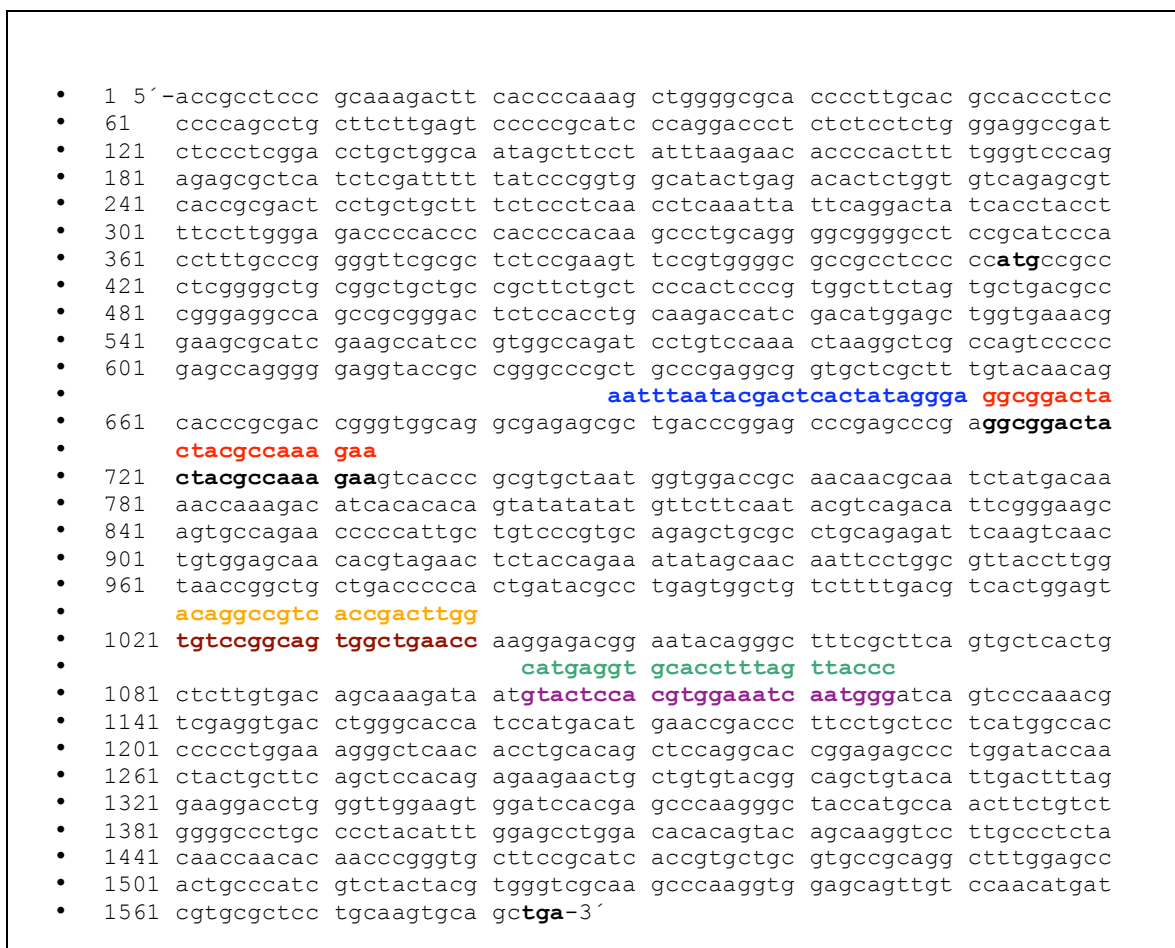 • 1 5´-accgcctccc gcaaagactt caccccaaag ctggggcgca ccccttgcac gccaccctcc
• 61 ccccagcctg cttcttgagt cccccgcatc ccaggaccct ctctcctctg ggaggccgat
• 121 ctccctcgga cctgctggca atagcttcct atttaagaac accccacttt tgggtcccag
• 181 agagcgctca tctcgatttt tatcccggtg gcatactgag acactctggt gtcagagcgt
• 241 caccgcgact cctgctgctt tctccctcaa cctcaaatta ttcaggacta tcacctacct
• 301 ttccttggga gaccccaccc caccccacaa gccctgcagg ggcggggcct ccgcatccca
• 361 cctttgcccg ggggttcgcgc tctccgaagt ttccgtggggc gccgcctccc ccatgccgcc
• 421 ctcggggctg cggctgctgc cgcttctgct cccactcccg tggcttctag tgctgacgcc
• 481 cgggaggcca gccgcgggac tctccacctg caagaccatc gacatggagc tggtgaaacg
• 541 gaagcgcatc gaagccatcc gtggccagat cctgtccaaa ctaaggctcg ccagtccccc
• 601 gagccagggg gaggtaccgc cgggcccgct gcccgaggcg gtgctcgctt tgtacaacag
• aatttaatacgactcactataggga ggcggacta
• 661 cacccgcgac cgggtggcag gcgagagcgc tgacccggag cccgagcccg aggcggacta
• ctacgccaaa gaa
• 721 ctacgccaaa gaagtcaccc gcgtgctaat ggtggaccgc aacaacgcaa tctatgacaa
• 781 aaccaaagac atcacacaca gtatatatat gttcttcaat acgtcagaca ttcgggaagc
• 841 agtgccagaa cccccattgc tgtcccgtgc agagctgcgc ctgcagagat tcaagtcaac
• 901 tgtggagcaa cacgtagaac tctaccagaa atatagcaac aattcctggc gttaccttgg
• 961 taaccggctg ctgaccccca ctgatacgcc tgagtggctg tcttttgacg tcactggagt
• acaggccgtc accgacttgg
• 1021 tgtccggcag tggctgaacc aaggagacgg aatacagggc tttcgcttca gtgctcactg
• catgaggt gcacctttag ttaccc
• 1081 ctcttgtgac agcaaagata atgtactcca cgtggaaatc aatgggatca gtcccaaacg
• 1141 tcgaggtgac ctgggcacca tccatgacat gaaccgaccc ttcctgctcc tcatggccac
• 1201 ccccctggaa agggctcaac acctgcacag ctccaggcac cggagagccc tggataccaa
• 1261 ctactgcttc agctccacag agaagaactg ctgtgtacgg cagctgtaca ttgactttag
• 1321 gaaggacctg ggttggaagt ggatccacga gcccaagggc taccatgcca acttctgtct
• 1381 ggggccctgc ccctacattt ggagcctgga cacacagtac agcaaggtcc ttgccctcta
• 1441 caaccaacac aacccgggtg cttccgcatc accgtgctgc gtgccgcagg ctttggagcc
• 1501 actgcccatc gtctactacg tgggtcgcaa gcccaaggtg gagcagttgt ccaacatgat
• 1561 cgtgcgctcc tgcaagtgca gctga-3´